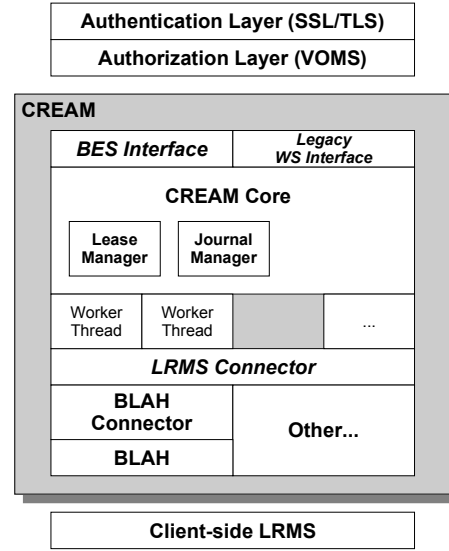 Authentication Layer (SSL/TLS)
Authorization Layer (VOMS)
CREAM
BES Interface
Legacy
WS Interface
CREAM Core
Lease
Manager
Journal
Manager
Worker
Thread
Worker
Thread
...
LRMS Connector
BLAH
Connector
BLAH
Other...
Client-side LRMS